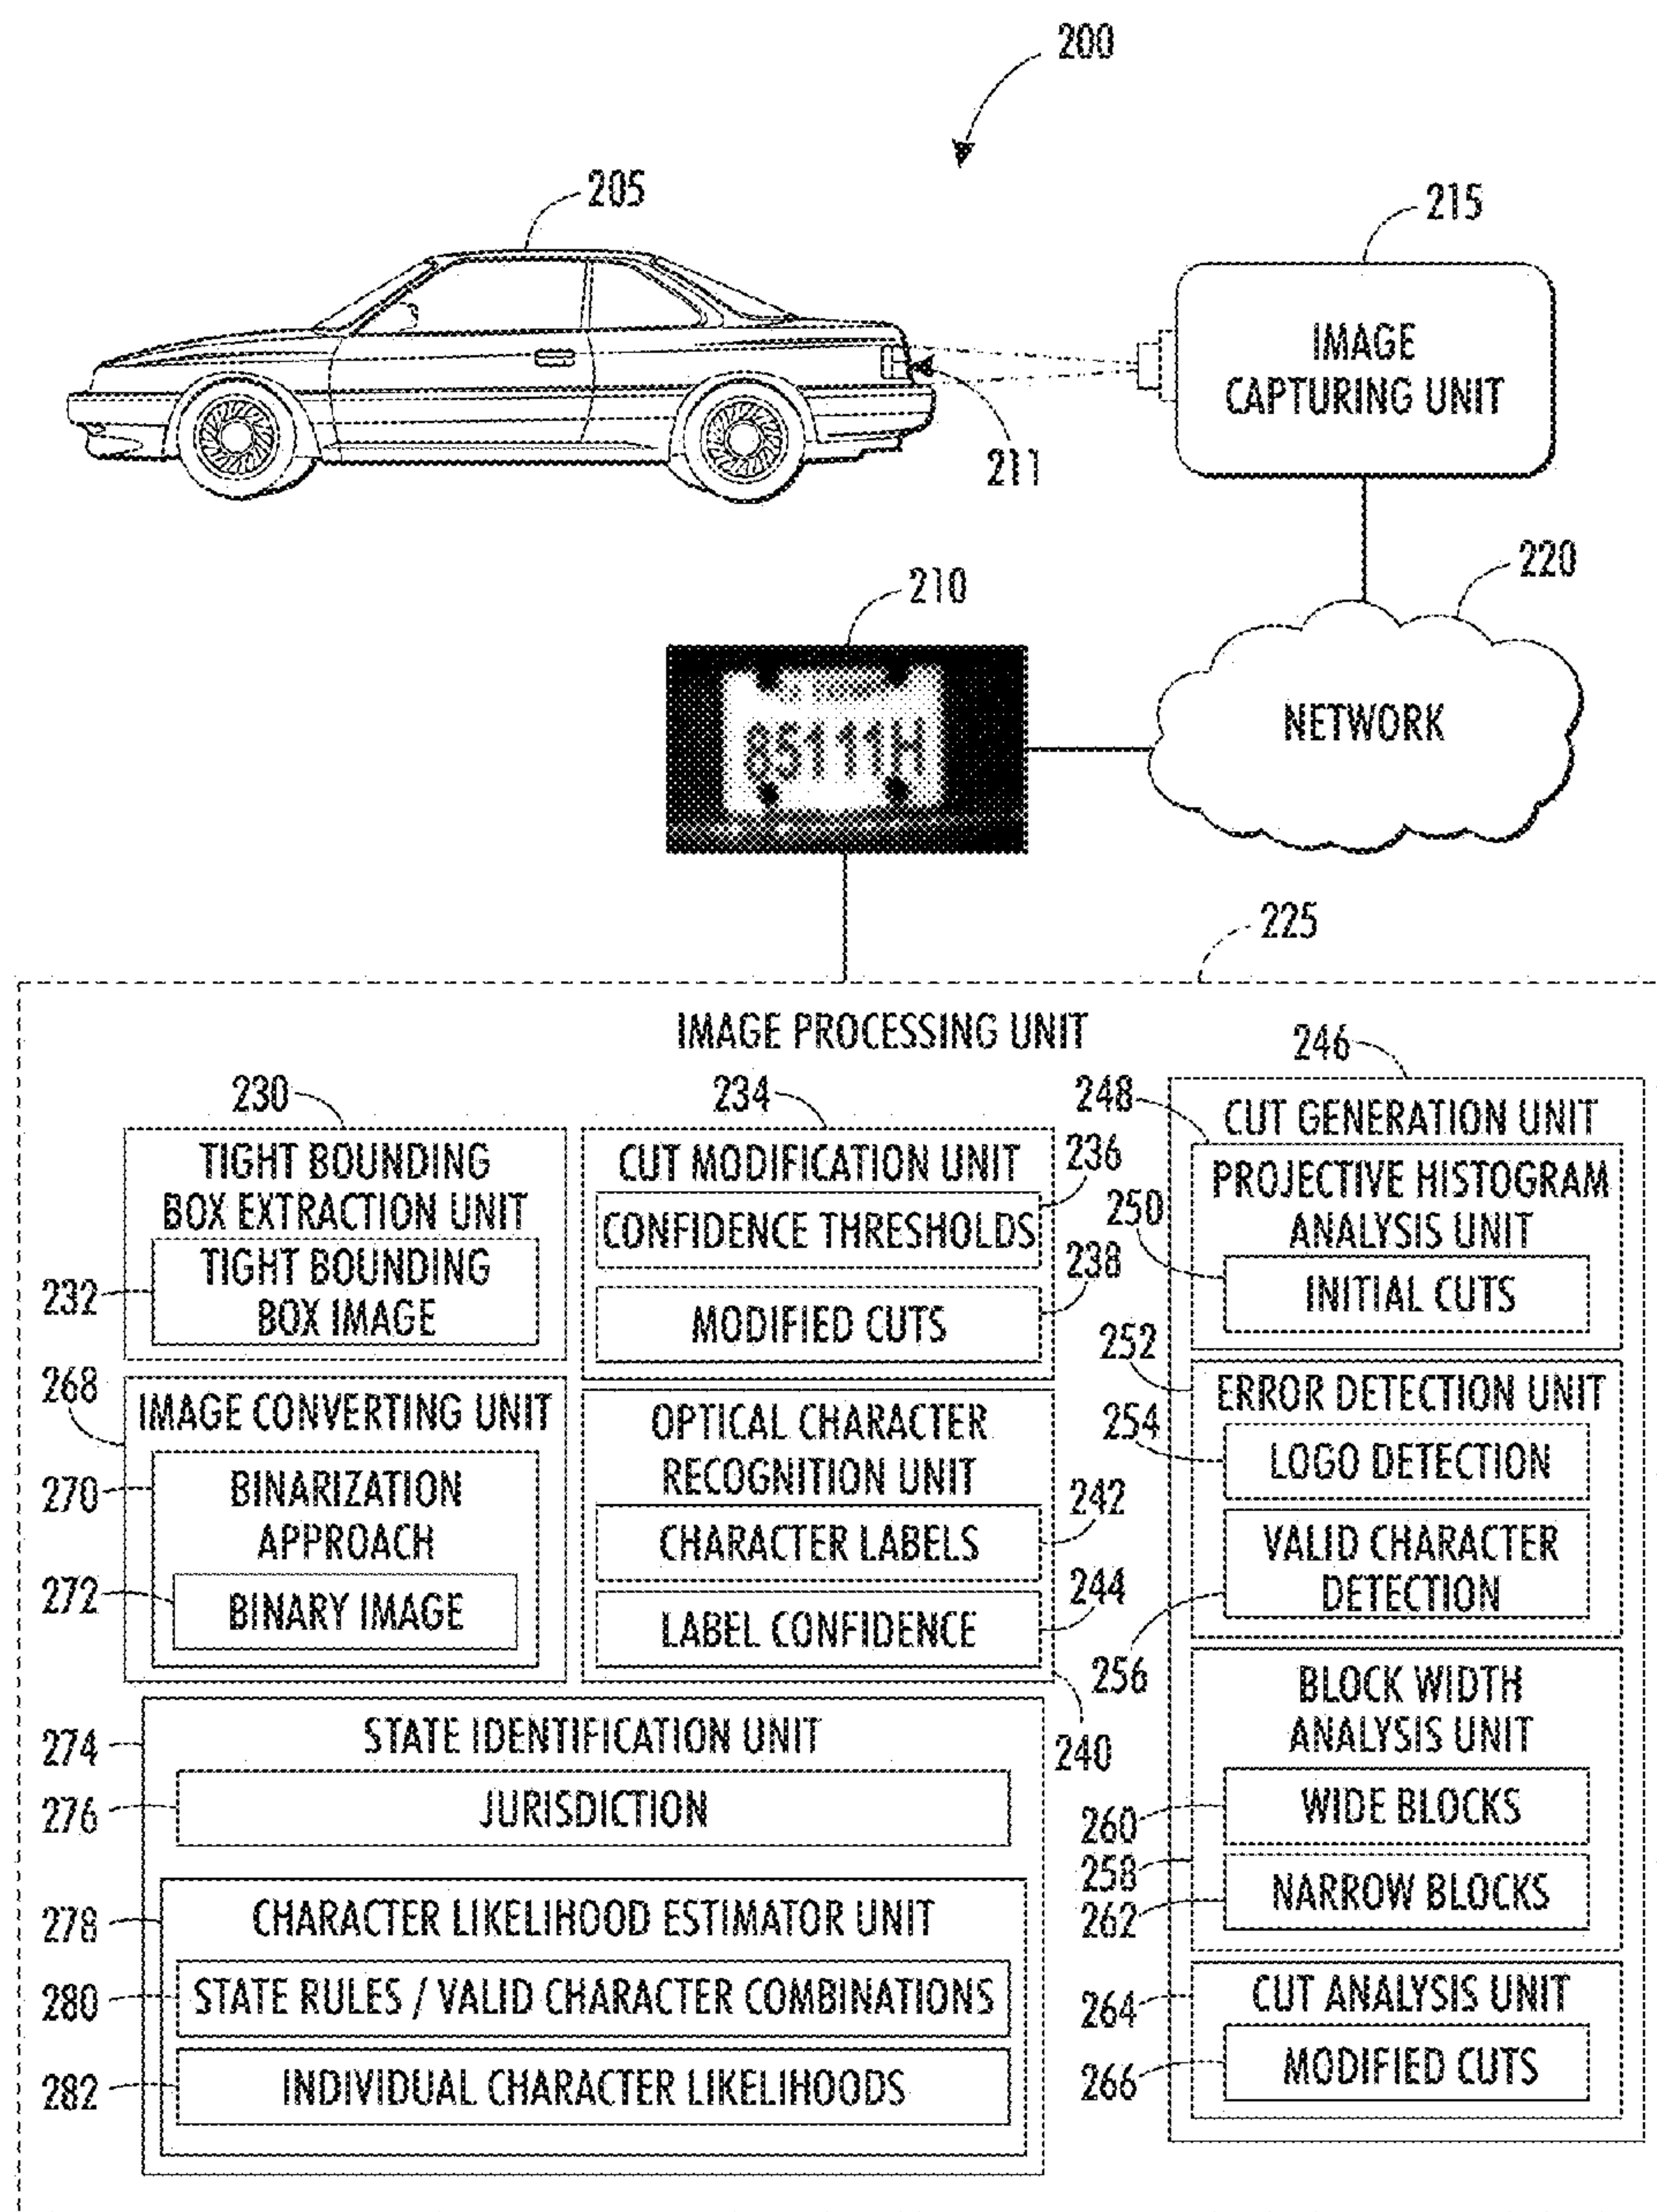 200
205
215
IMAGE
CAPTURING UNIT
211
220
210
NETWORK
85111H
225
IMAGE PROCESSING UNIT
246
230
234
248
CUT GENERATION UNIT
TIGHT BOUNDING
BOX EXTRACTION UNIT
232
TIGHT BOUNDING
BOX IMAGE
CUT MODIFICATION UNIT
236
CONFIDENCE THRESHOLDS
238
MODIFIED CUTS
PROJECTIVE HISTOGRAM
ANALYSIS UNIT
250
INITIAL CUTS
268
IMAGE CONVERTING UNIT
270
BINARIZATION
APPROACH
272
BINARY IMAGE
OPTICAL CHARACTER
RECOGNITION UNIT
242
CHARACTER LABELS
244
LABEL CONFIDENCE
240
252
ERROR DETECTION UNIT
254
LOGO DETECTION
VALID CHARACTER
DETECTION
256
BLOCK WIDTH
ANALYSIS UNIT
260
WIDE BLOCKS
258
262
NARROW BLOCKS
264
CUT ANALYSIS UNIT
266
MODIFIED CUTS
274
STATE IDENTIFICATION UNIT
276
JURISDICTION
278
CHARACTER LIKELIHOOD ESTIMATOR UNIT
280
STATE RULES / VALID CHARACTER COMBINATIONS
282
INDIVIDUAL CHARACTER LIKELIHOODS